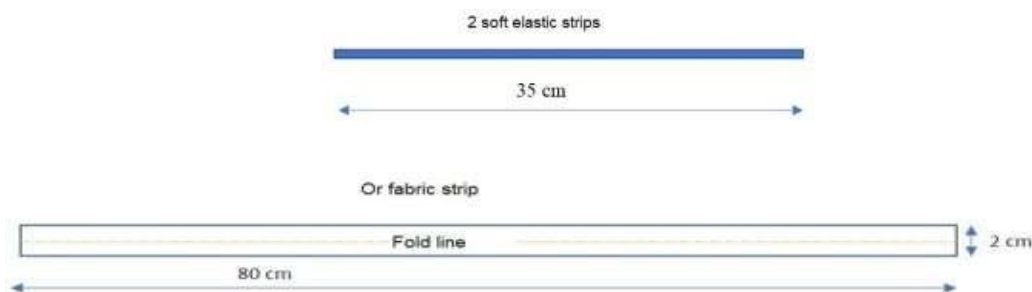 2 soft elastic strips
35 cm
Or fabric strip
Fold line
2 cm
80 cm